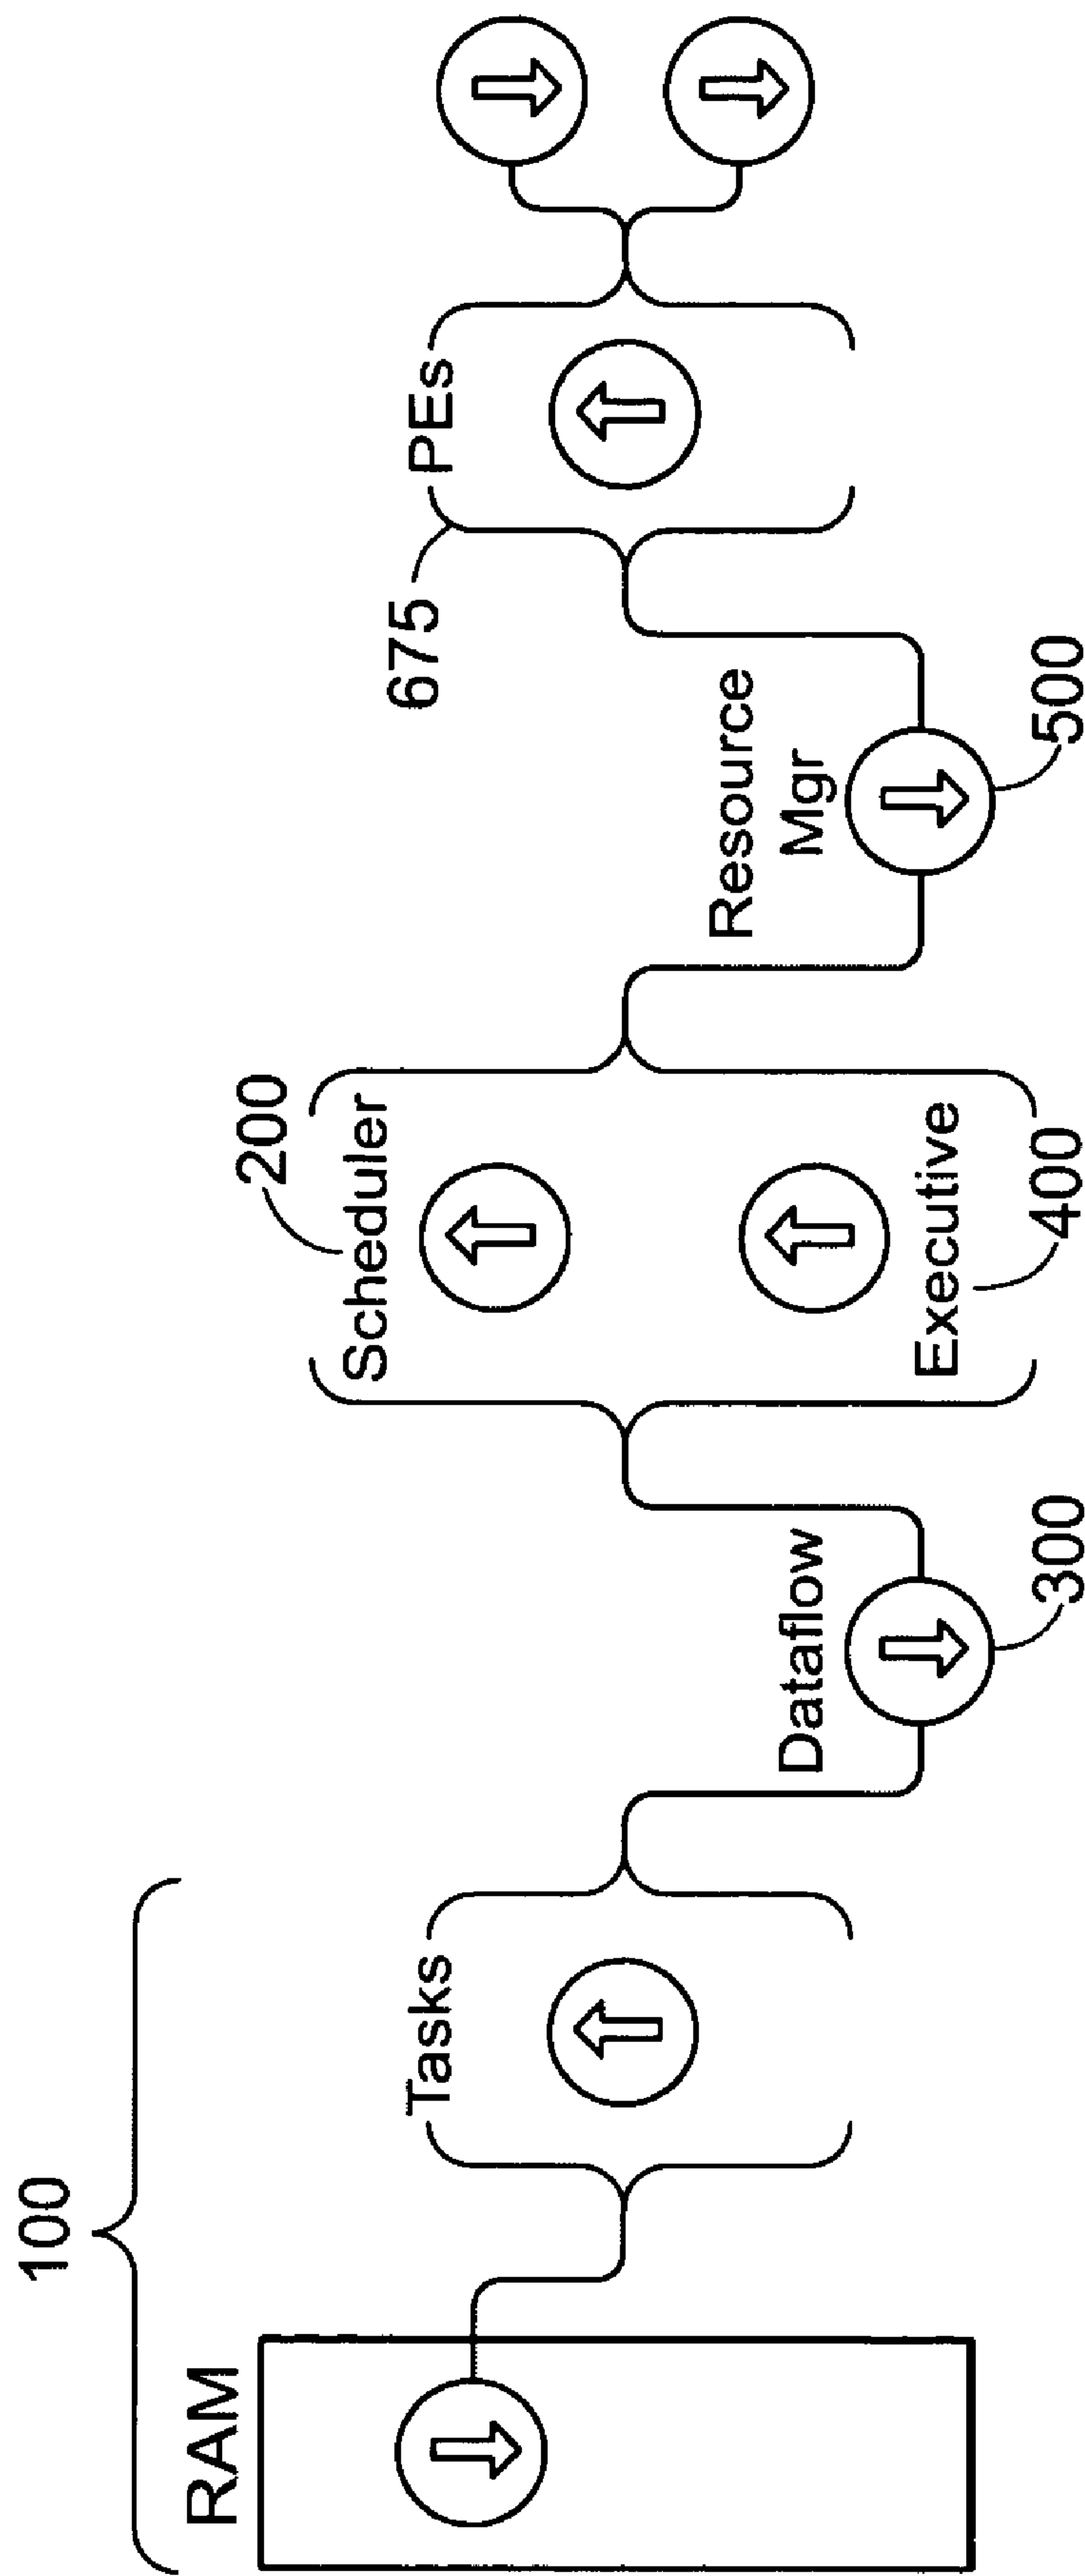 100
RAM
Tasks
Dataflow
300
200
Scheduler
Executive
400
Resource
Mgr
500
675
PEs